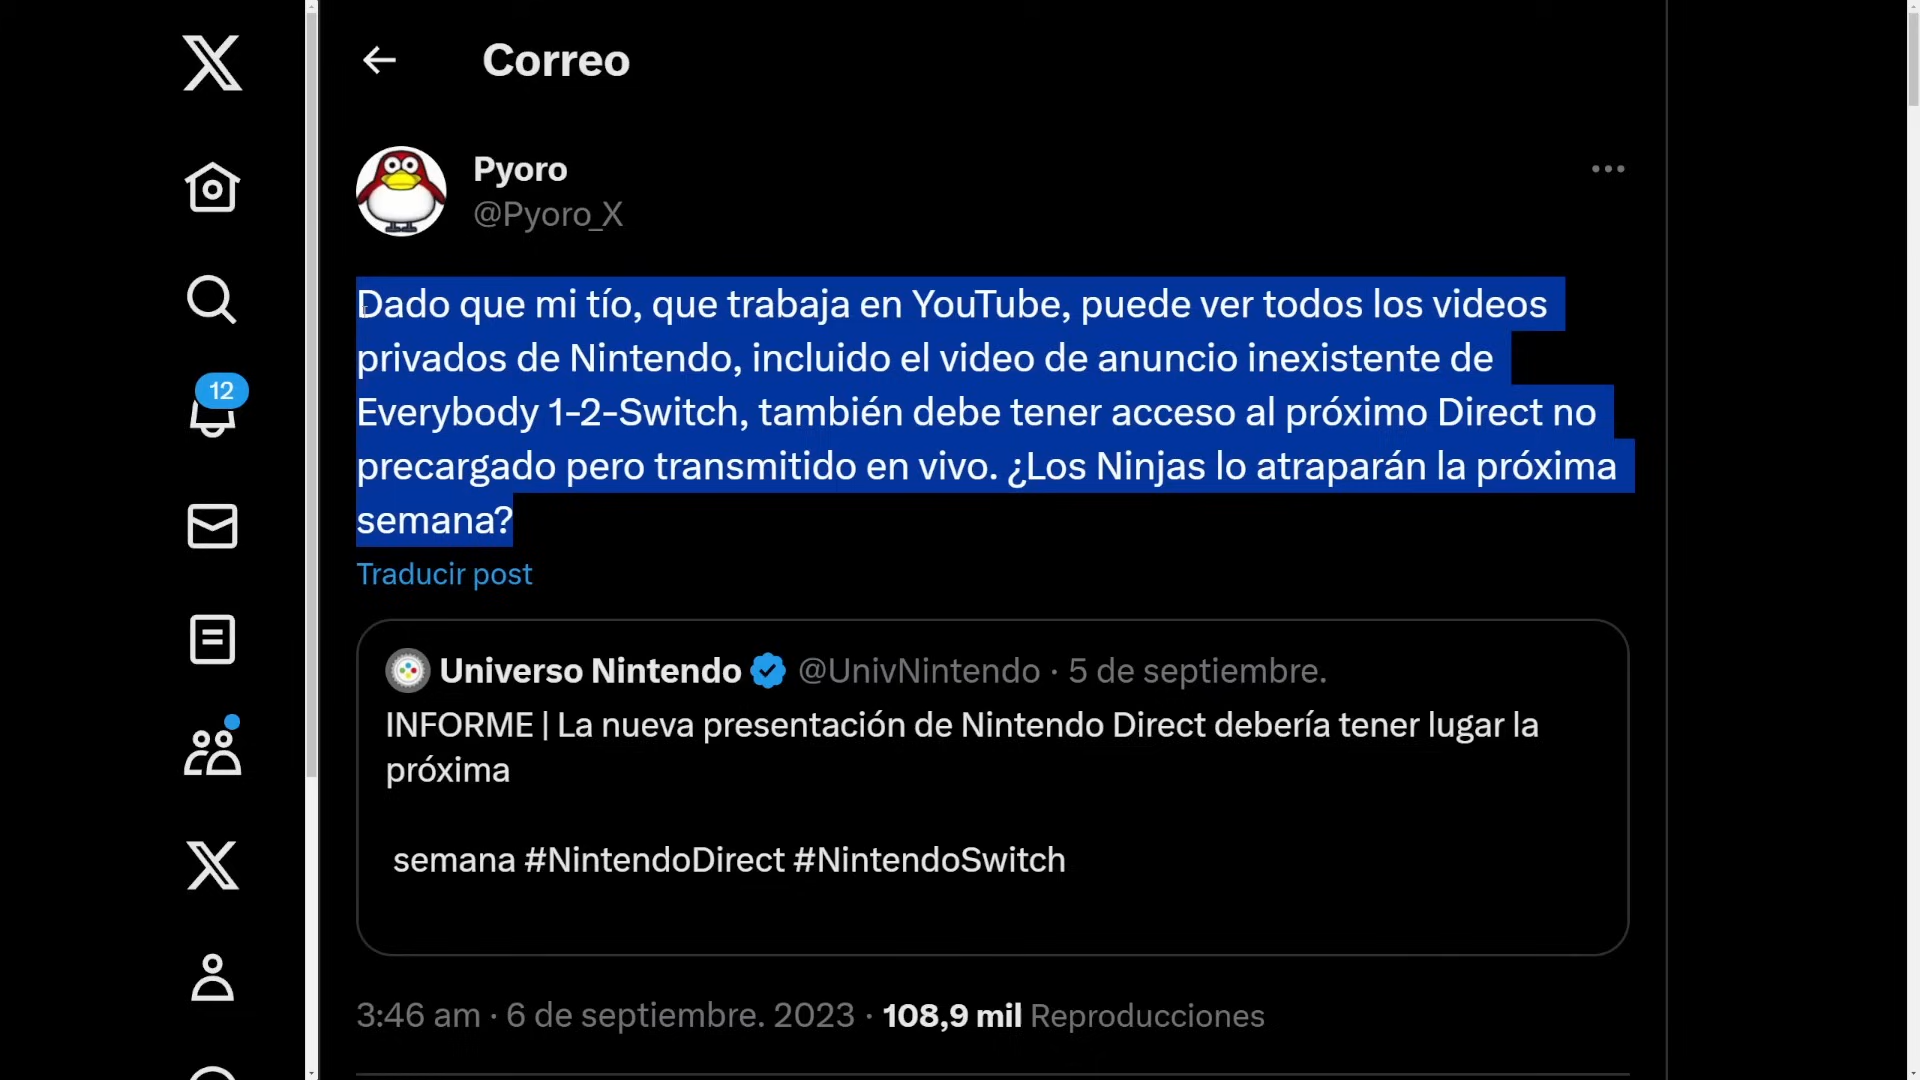 Correo
Pyoro
@Pyoro_X
Dado que mi tío, que trabaja en YouTube, puede ver todos los videos
privados de Nintendo, incluido el video de anuncio inexistente de
Everybody 1-2-Switch, también debe tener acceso al próximo Direct no
precargado pero transmitido en vivo. ¿Los Ninjas lo atraparán la próxima
semana?
Traducir post
Universo Nintendo @UnivNintendo · 5 de septiembre.
INFORME | La nueva presentación de Nintendo Direct debería tener lugar la
próxima
semana #NintendoDirect #NintendoSwitch
3:46 am · 6 de septiembre. 2023 · 108,9 mil Reproducciones
12